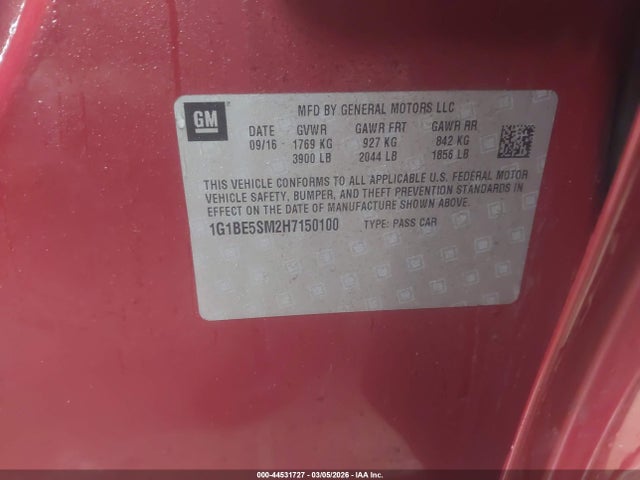 GM
MFD BY GENERAL MOTORS LLC
DATE GVWR GAWR FRT GAWR RR
09/16 1769 KG 927 KG 842 KG
3900 LB 2044 LB 1856 LB
THIS VEHICLE CONFORMS TO ALL APPLICABLE U.S. FEDERAL MOTOR
VEHICLE SAFETY, BUMPER, AND THEFT PREVENTION STANDARDS IN
EFFECT ON THE DATE OF MANUFACTURE SHOWN ABOVE.
1G1BE5SM2H7150100 TYPE: PASS CAR
000-44531727 - 03/05/2026 - IAA Inc.